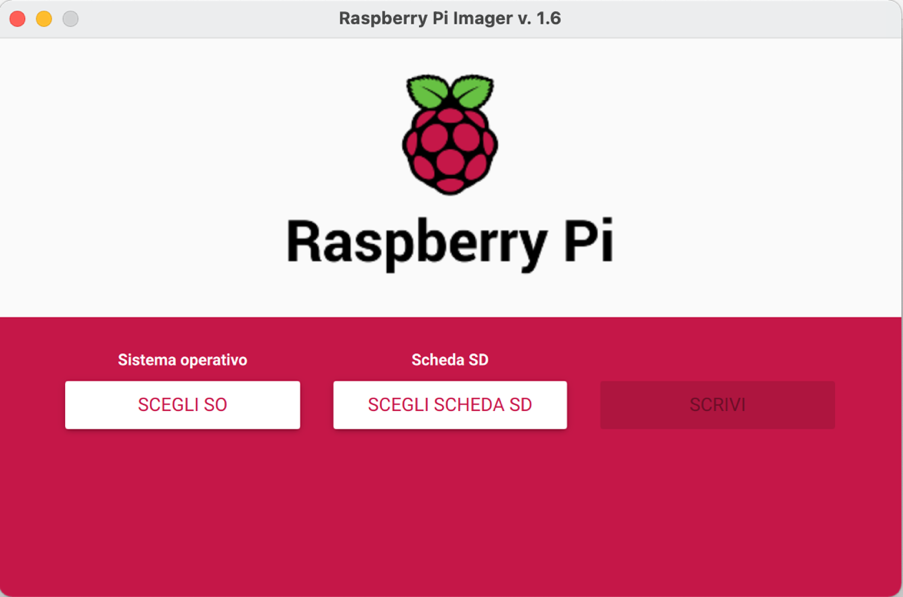 Raspberry Pi Imager v. 1.6
Raspberry Pi
Sistema operativo
Scheda SD
SCEGLI SO
SCEGLI SCHEDA SD
SCRIVI